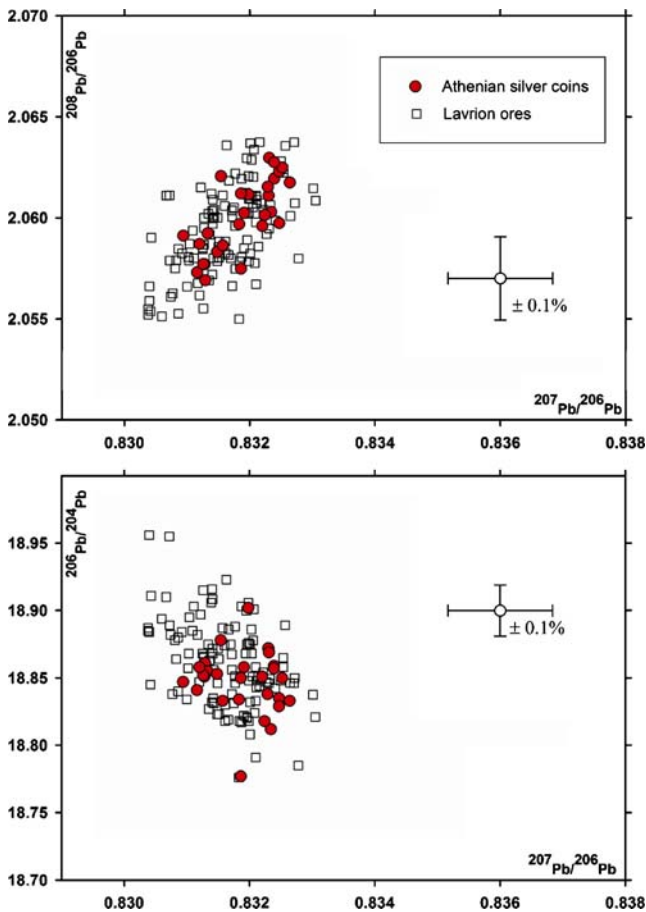 2.070
208Pb/206Pb
Athenian silver coins
Lavrion ores
2.065
2.060
2.055
± 0.1%
207Pb/206Pb
2.050
0.830 0.832 0.834 0.836 0.838
206Pb/204Pb
18.95
18.90
± 0.1%
18.85
18.80
18.75
207Pb/206Pb
18.70
0.830 0.832 0.834 0.836 0.838